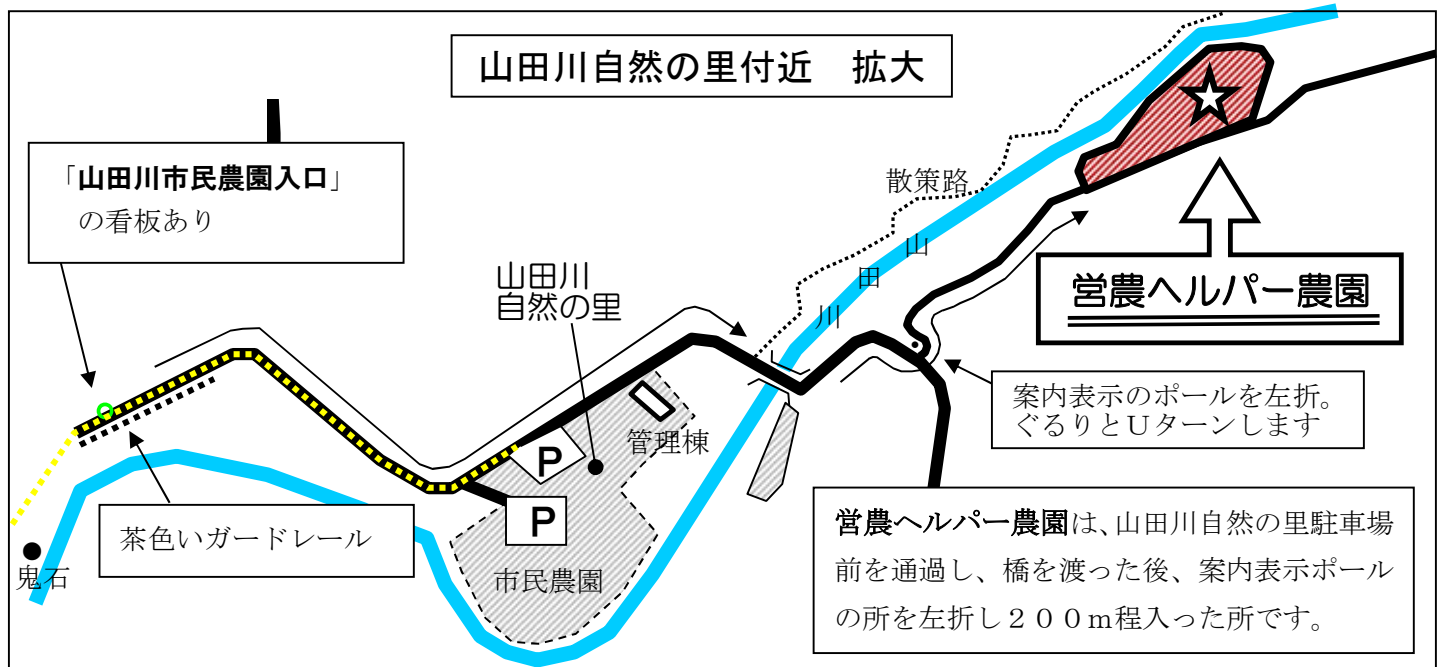 山田川自然の里付近　拡大
「山田川市民農園入口」
の看板あり
散策路
山田川
営農ヘルパー農園
山田川
自然の里
案内表示のポールを左折。
ぐるりとUターンします
管理棟
P
P
茶色いガードレール
市民農園
鬼石
営農ヘルパー農園は、山田川自然の里駐車場
前を通過し、橋を渡った後、案内表示ポール
の所を左折し２００ｍ程入った所です。